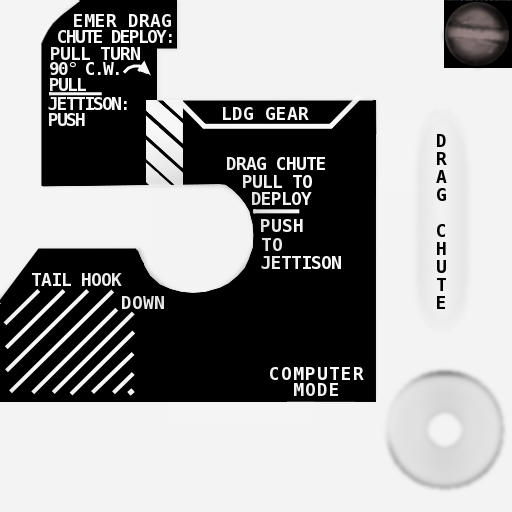 EMER DRAG
CHUTE DEPLOY:
PULL TURN
90° C.W.
PULL
JETTISON:
PUSH
LDG GEAR
DRAG CHUTE
PULL TO
DEPLOY
PUSH
TO
JETTISON
DRAG CHUTE
TAIL HOOK
DOWN
COMPUTER
MODE